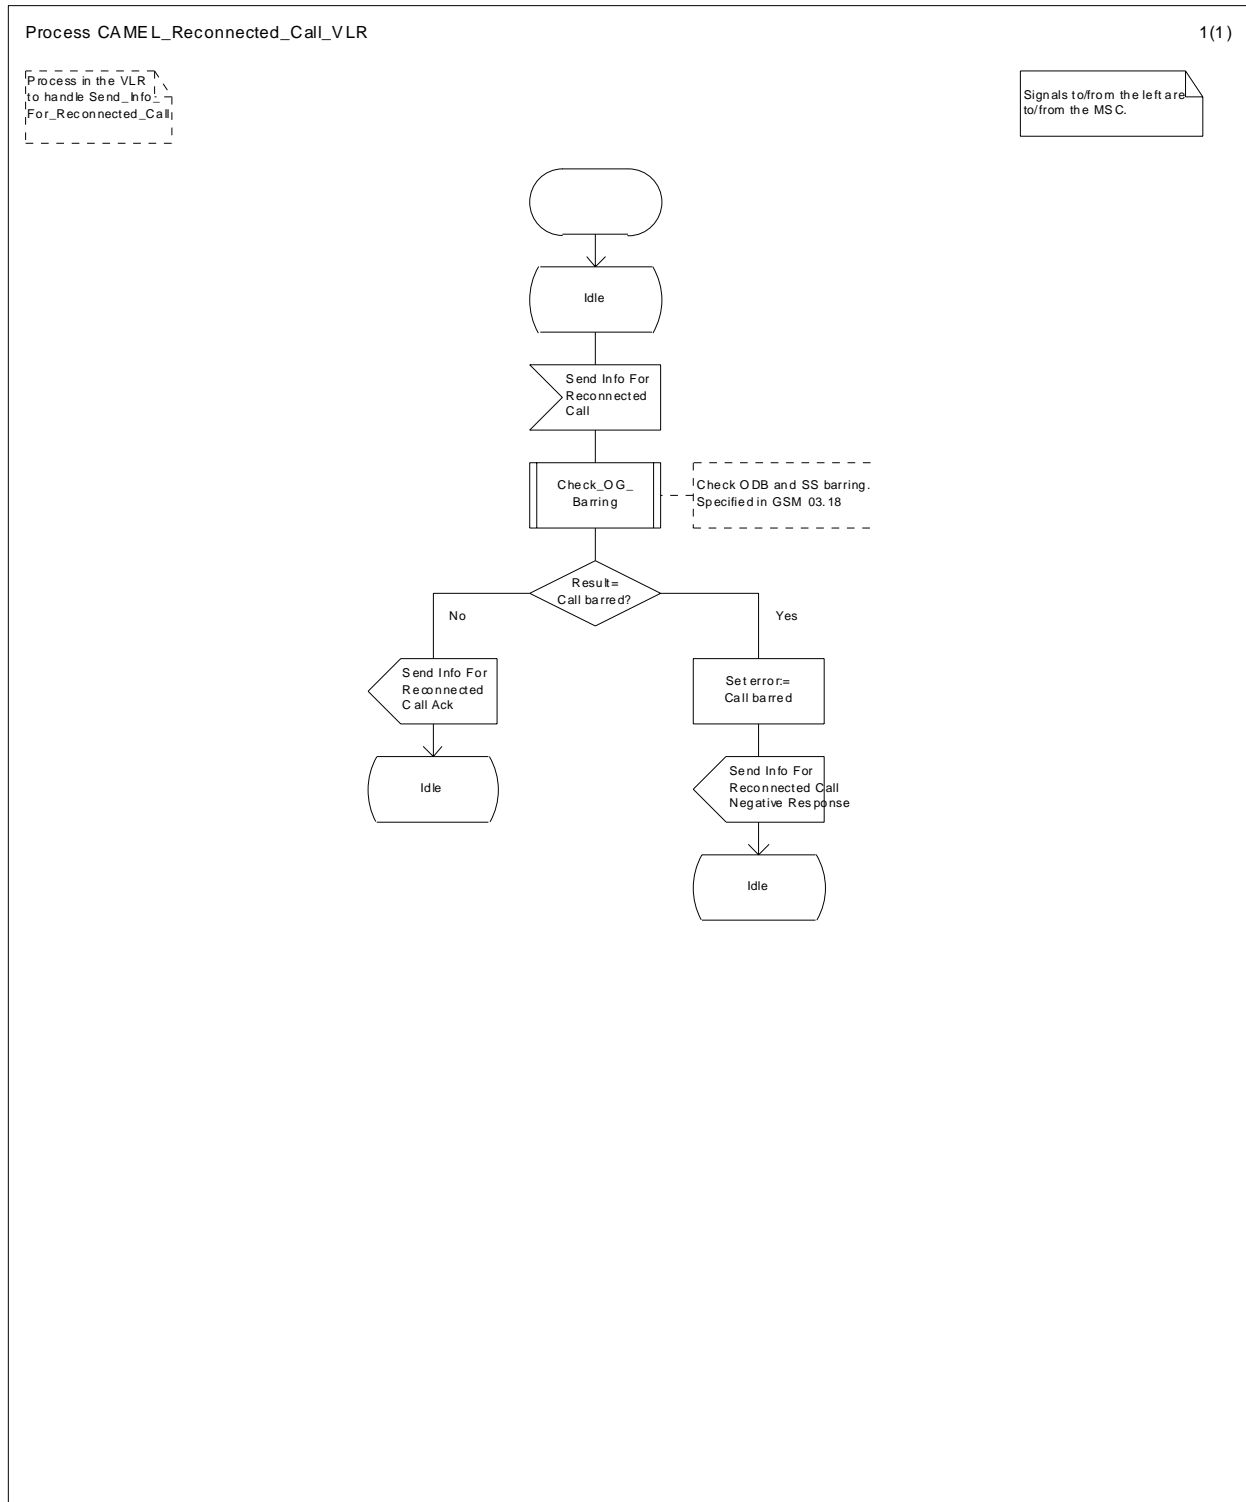 Process CAMEL_Reconnected_Call_VLR
1(1)
Process in the VLR
to handle Send_Info_
For_Reconnected_Call
Signals to/from the left are
to/from the MSC.
Idle
Send Info For
Reconnected
Call
Check_OG_
Barring
Check ODB and SS barring.
Specified in GSM 03.18
Result=
Call barred?
No
Yes
Send Info For
Reconnected
Call Ack
Set error:=
Call barred
Idle
Send Info For
Reconnected Call
Negative Response
Idle